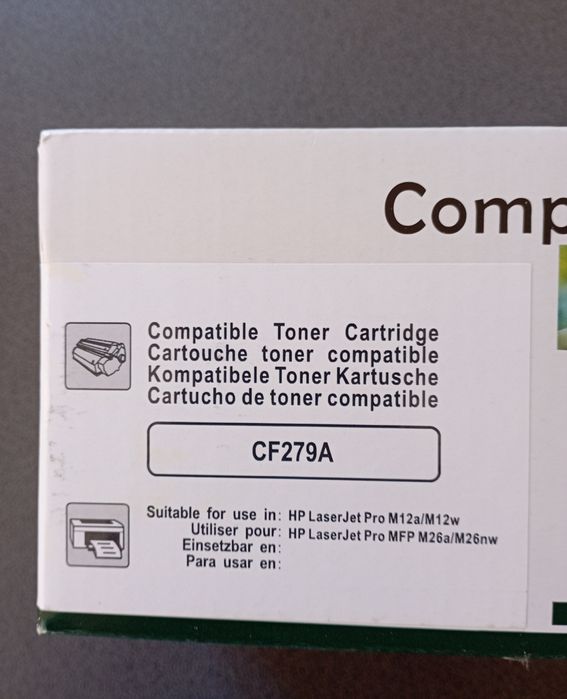 Comp
Compatible Toner Cartridge
Cartouche toner compatible
Kompatibele Toner Kartusche
Cartucho de toner compatible
CF279A
Suitable for use in: HP LaserJet Pro M12a/M12w
Utiliser pour: HP LaserJet Pro MFP M26a/M26nw
Einsetzbar en:
Para usar en: